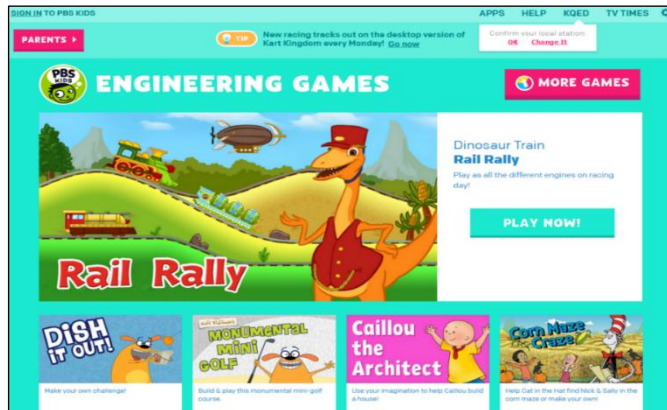 SIGN IN TO PBS KIDS
APPS HELP KQED TV TIMES
PARENTS
TIP
New racing tracks out on the desktop version of
Kart Kingdom every Monday! Go now
Confirm your local station:
OK Change It
PBS
KIDS
ENGINEERING GAMES
MORE GAMES
Rail Rally
Dinosaur Train
Rail Rally
Play as all the different engines on racing
day!
PLAY NOW!
DISH
IT OUT!
Make your own challenge!
MONUMENTAL
MINI
GOLF
Build & play this monumental mini-golf
course.
Caillou
the
Architect
Use your imagination to help Caillou build
a house!
Corn Maze
Craze
Help Cat in the Hat find Nick & Sally in the
corn maze or make your own!